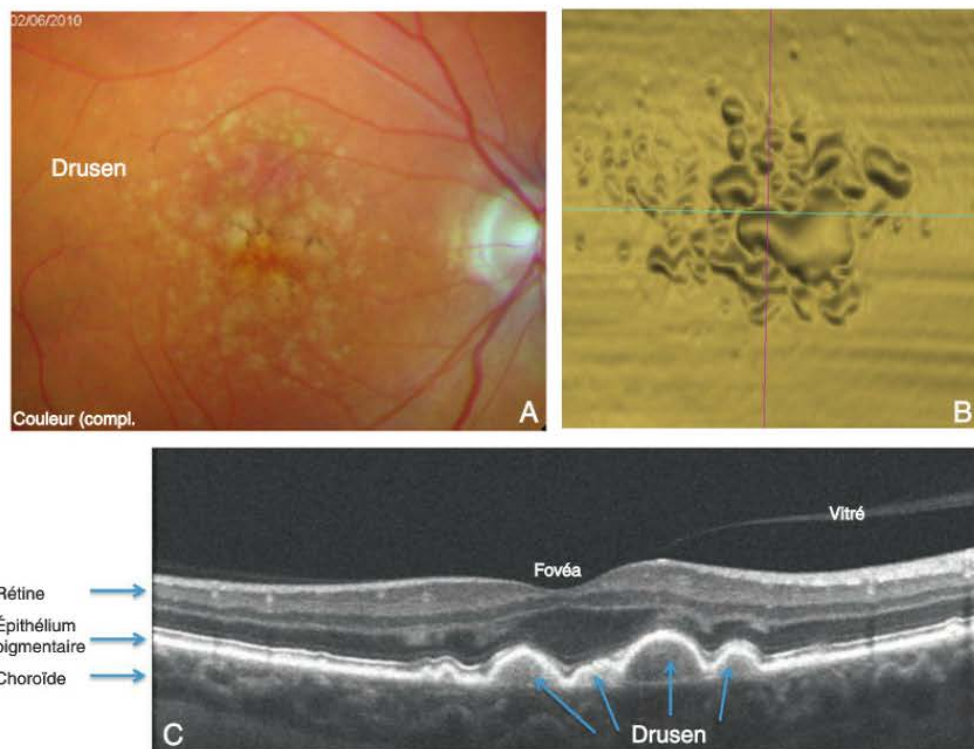 02/06/2010
Drusen
Couleur (compl.
A
B
Vitré
Fovéa
Rétine
Épithélium
pigmentaire
Choroïde
Drusen
C